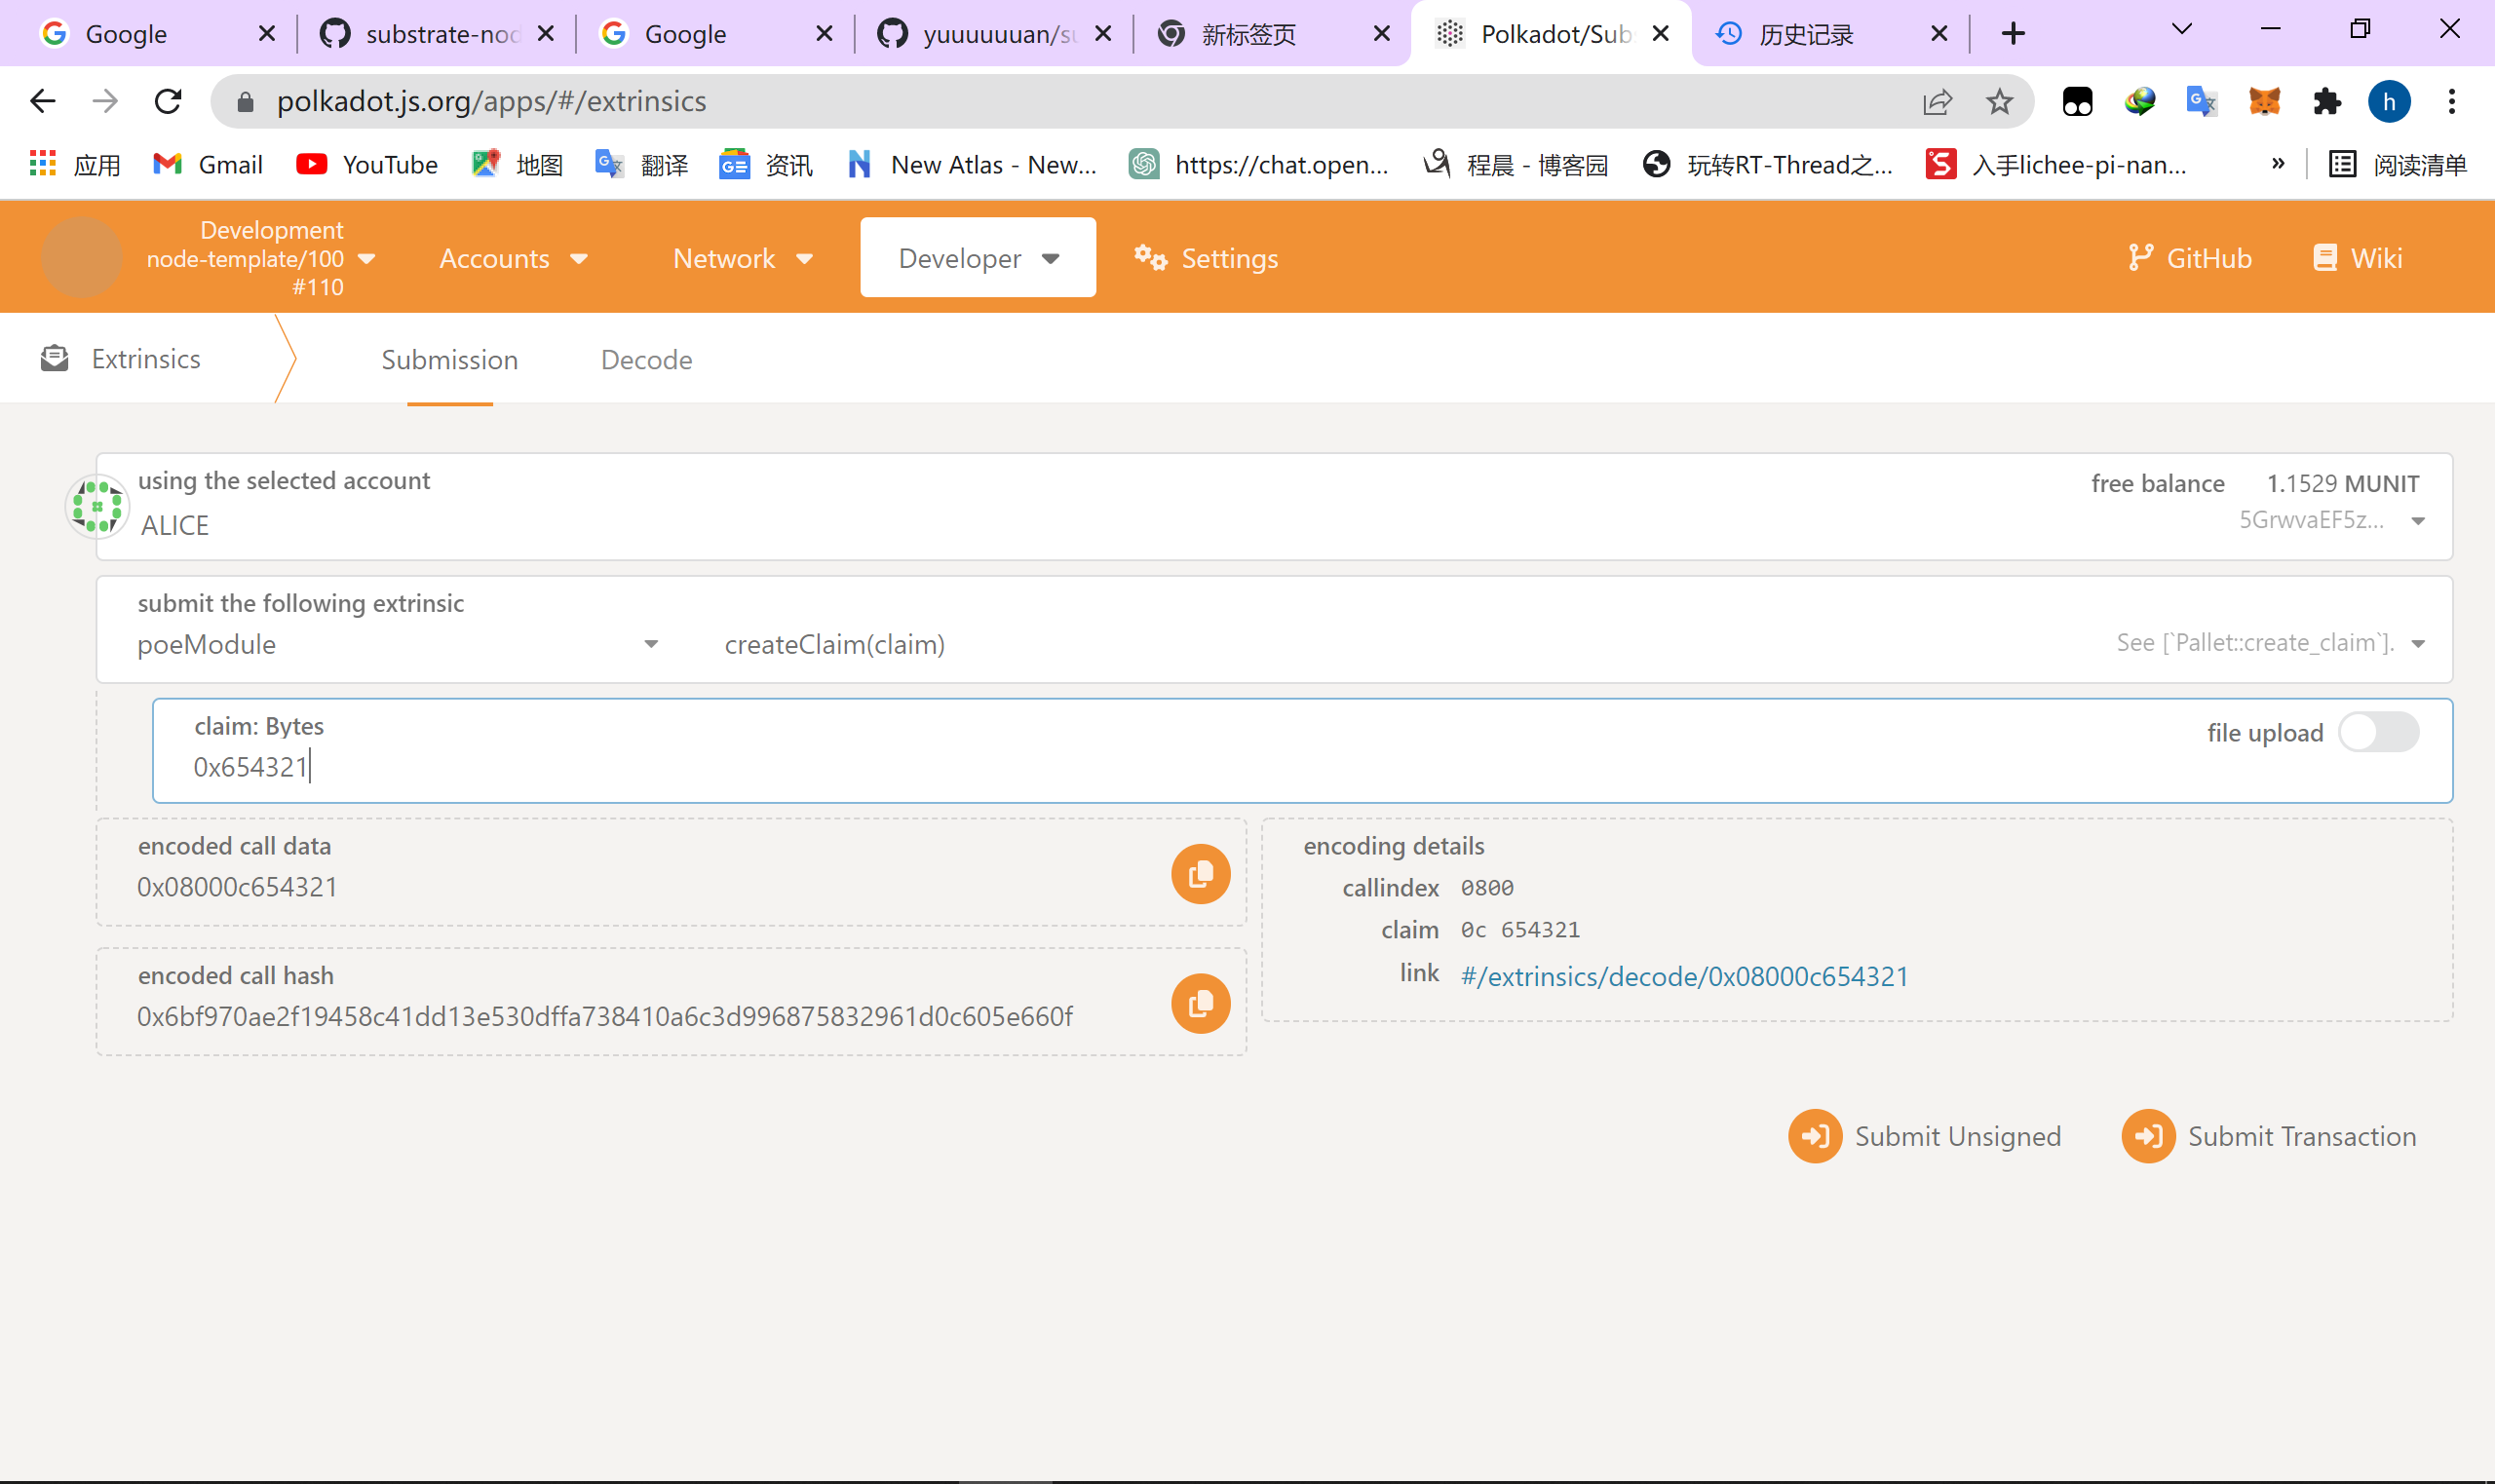 Google
substrate-nod
Google
yuuuuuuan/su
新标签页
Polkadot/Sub
历史记录
polkadot.js.org/apps/#/extrinsics
h
应用
Gmail
YouTube
地图
翻译
资讯
New Atlas - New...
https://chat.open...
程晨 - 博客园
玩转RT-Thread之...
入手lichee-pi-nan...
»
阅读清单
Development
node-template/100
#110
Accounts
Network
Developer
Settings
GitHub
Wiki
Extrinsics
Submission
Decode
using the selected account
ALICE
free balance 1.1529 MUNIT
5GrwvaEF5z...
submit the following extrinsic
poeModule
createClaim(claim)
See [`Pallet::create_claim`].
claim: Bytes
0x654321
file upload
encoded call data
0x08000c654321
encoded call hash
0x6bf970ae2f19458c41dd13e530dffa738410a6c3d996875832961d0c605e660f
encoding details
callindex 0800
claim 0c 654321
link #/extrinsics/decode/0x08000c654321
Submit Unsigned
Submit Transaction